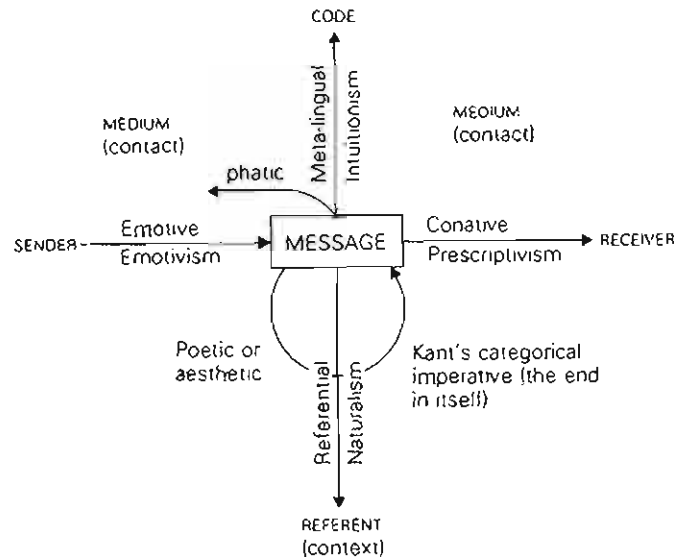 CODE
MEDIUM
(contact)
Meta-lingual
Intuitionism
MEDIUM
(contact)
phatic
SENDER
Emotive
Emotivism
MESSAGE
Conative
Prescriptivism
RECEIVER
Poetic or
aesthetic
Referential
Naturalism
Kant's categorical
imperative (the end
in itself)
REFERENT
(context)